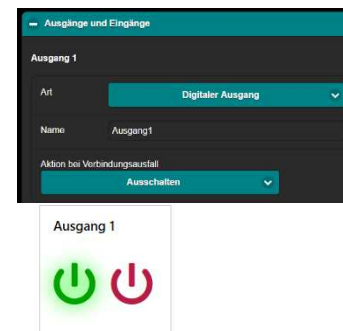 Ausgänge und Eingänge
Ausgang 1
Art
Digitaler Ausgang
Name
Ausgang1
Aktion bei Verbindungsausfall
Ausschalten
Ausgang 1